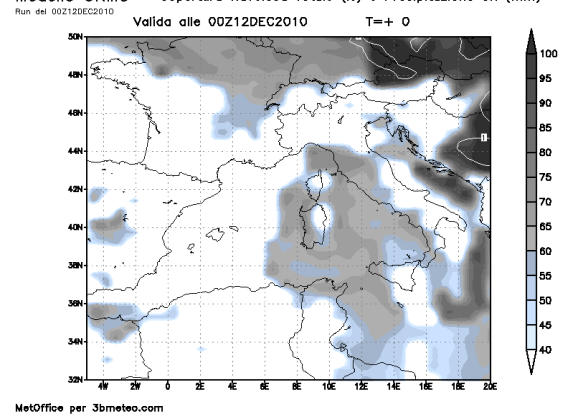 Run del 00Z12DEC2010
Valida alle 00Z12DEC2010 T=+ 0
50N
48N
46N
44N
42N
40N
38N
36N
34N
32N
4W 2W 0 2E 4E 6E 8E 10E 12E 14E 16E 18E 20E
100
95
90
85
80
75
70
65
60
55
50
45
40
1
MetOffice per 3bmeteo.com